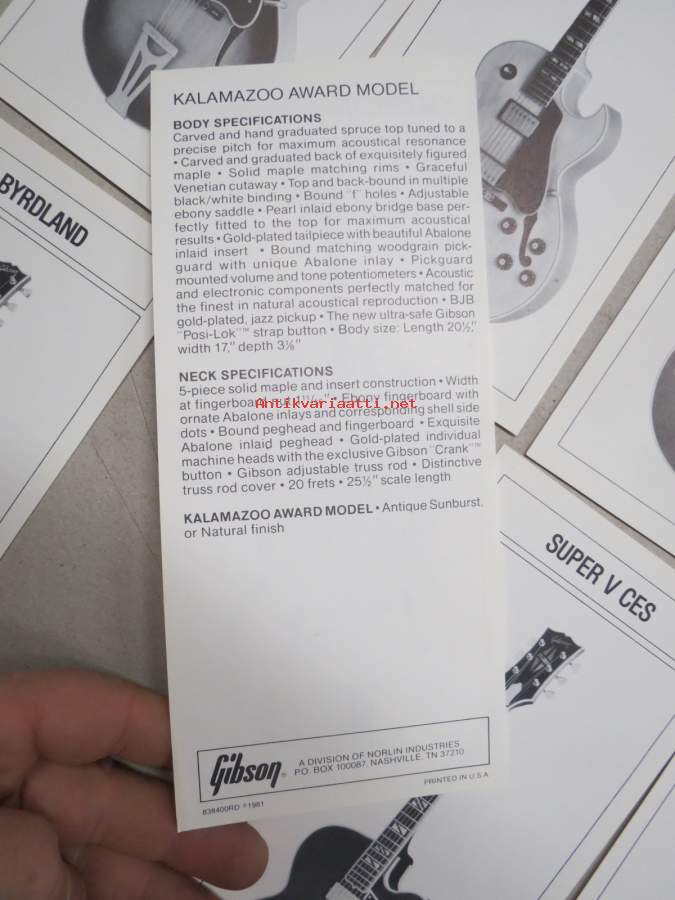 KALAMAZOO AWARD MODEL
BODY SPECIFICATIONS
Carved and hand graduated spruce top tuned to a
precise pitch for maximum acoustical resonance
• Carved and graduated back of exquisitely figured
maple • Solid maple matching rims • Graceful
Venetian cutaway • Top and back-bound in multiple
black/white binding • Bound "f" holes • Adjustable
ebony saddle • Pearl inlaid ebony bridge base per-
fectly fitted to the top for maximum acoustical
results • Gold-plated tailpiece with beautiful Abalone
inlaid insert • Bound matching woodgrain pick-
guard with unique Abalone inlay • Pickguard
mounted volume and tone potentiometers • Acoustic
and electronic components perfectly matched for
the finest in natural acoustical reproduction • BJB
gold-plated, jazz pickup • The new ultra-safe Gibson
"Posi-Lok"™ strap button • Body size: Length 20½,"
width 17," depth 3⅛"
NECK SPECIFICATIONS
5-piece solid maple and insert construction • Width
at fingerboard • Ebony fingerboard with
ornate Abalone inlays and corresponding shell side
dots • Bound peghead and fingerboard • Exquisite
Abalone inlaid peghead • Gold-plated individual
machine heads with the exclusive Gibson "Crank"™
button • Gibson adjustable truss rod • Distinctive
truss rod cover • 20 frets • 25½" scale length
KALAMAZOO AWARD MODEL • Antique Sunburst,
or Natural finish
Gibson®
A DIVISION OF NORLIN INDUSTRIES
P.O. BOX 100087, NASHVILLE, TN 37210
838400RD ©1981
PRINTED IN U.S.A
BYRDLAND
SUPER V CES
Antikvariaatti.net